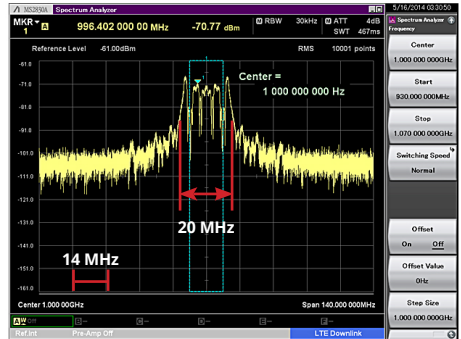 MS2830A Spectrum Analyzer
5/16/2014 03:30:50
MKR 1 A 996.402 000 00 MHz -70.77 dBm
RBW 30kHz ATT 4dB
SWT 467ms
Spectrum Analyzer
Frequency
Reference Level -61.00dBm RMS 10001 points
Center
1.000 000 000GHz
Start
930.000 000MHz
Stop
1.070 000 000GHz
Switching Speed
Normal
Offset
On Off
Offset Value
0Hz
Step Size
1.000 000 000GHz
Center =
1 000 000 000 Hz
-61.0
-71.0
-81.0
-91.0
-101.0
-111.0
-121.0
-131.0
-141.0
-151.0
-161.0
1
20 MHz
14 MHz
Center 1.000 00GHz Span 140.000 000MHz
Ref.Int Pre-Amp Off LTE Downlink